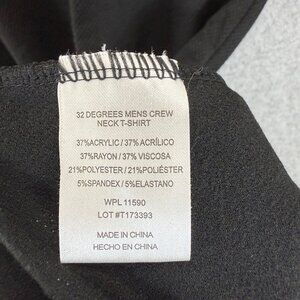 32 DEGREES MENS CREW
NECK T-SHIRT
37%ACRYLIC / 37% ACRÍLICO
37%RAYON / 37% VISCOSA
21%POLYESTER / 21% POLIÉSTER
5%SPANDEX / 5%ELASTANO
WPL 11590
LOT #T173393
MADE IN CHINA
HECHO EN CHINA